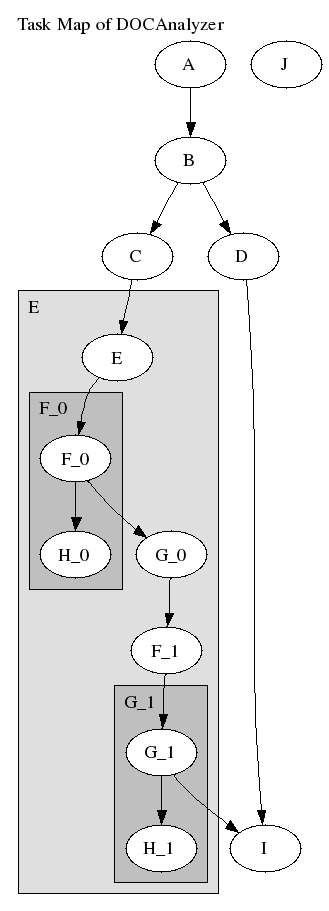 Task Map of DOCAnalyzer
A
J
B
C
D
E
E
F_0
F_0
H_0
G_0
F_1
G_1
G_1
H_1
I